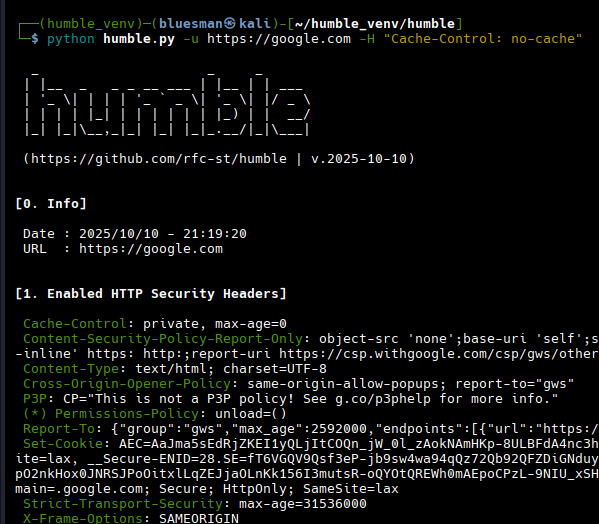 (humble_venv)-(bluesman㉿kali)-[~/humble_venv/humble]
$ python humble.py -u https://google.com -H "Cache-Control: no-cache"
humble
(https://github.com/rfc-st/humble | v.2025-10-10)
[0. Info]
Date : 2025/10/10 - 21:19:20
URL  : https://google.com
[1. Enabled HTTP Security Headers]
Cache-Control: private, max-age=0
Content-Security-Policy-Report-Only: object-src 'none';base-uri 'self';s
-inline' https: http:;report-uri https://csp.withgoogle.com/csp/gws/other
Content-Type: text/html; charset=UTF-8
Cross-Origin-Opener-Policy: same-origin-allow-popups; report-to="gws"
P3P: CP="This is not a P3P policy! See g.co/p3phelp for more info."
(*) Permissions-Policy: unload=()
Report-To: {"group":"gws","max_age":2592000,"endpoints":[{"url":"https:/
Set-Cookie: AEC=AaJma5sEdRjZKEI1yQLjItCOQn_jW_0l_zAokNAmHKp-8ULBFdA4nc3h
ite=lax, __Secure-ENID=28.SE=fT6VGQV9Qsf3eP-jb9sw4wa94qQz72Qb92QFZDiGNduy
pO2nkHox0JNRSJPoOitxlLqZEJjaOLnKk156I3mutsR-oQYOtQREWh0mAEpoCPzL-9NIU_xSH
main=.google.com; Secure; HttpOnly; SameSite=lax
Strict-Transport-Security: max-age=31536000
X-Frame-Options: SAMEORIGIN